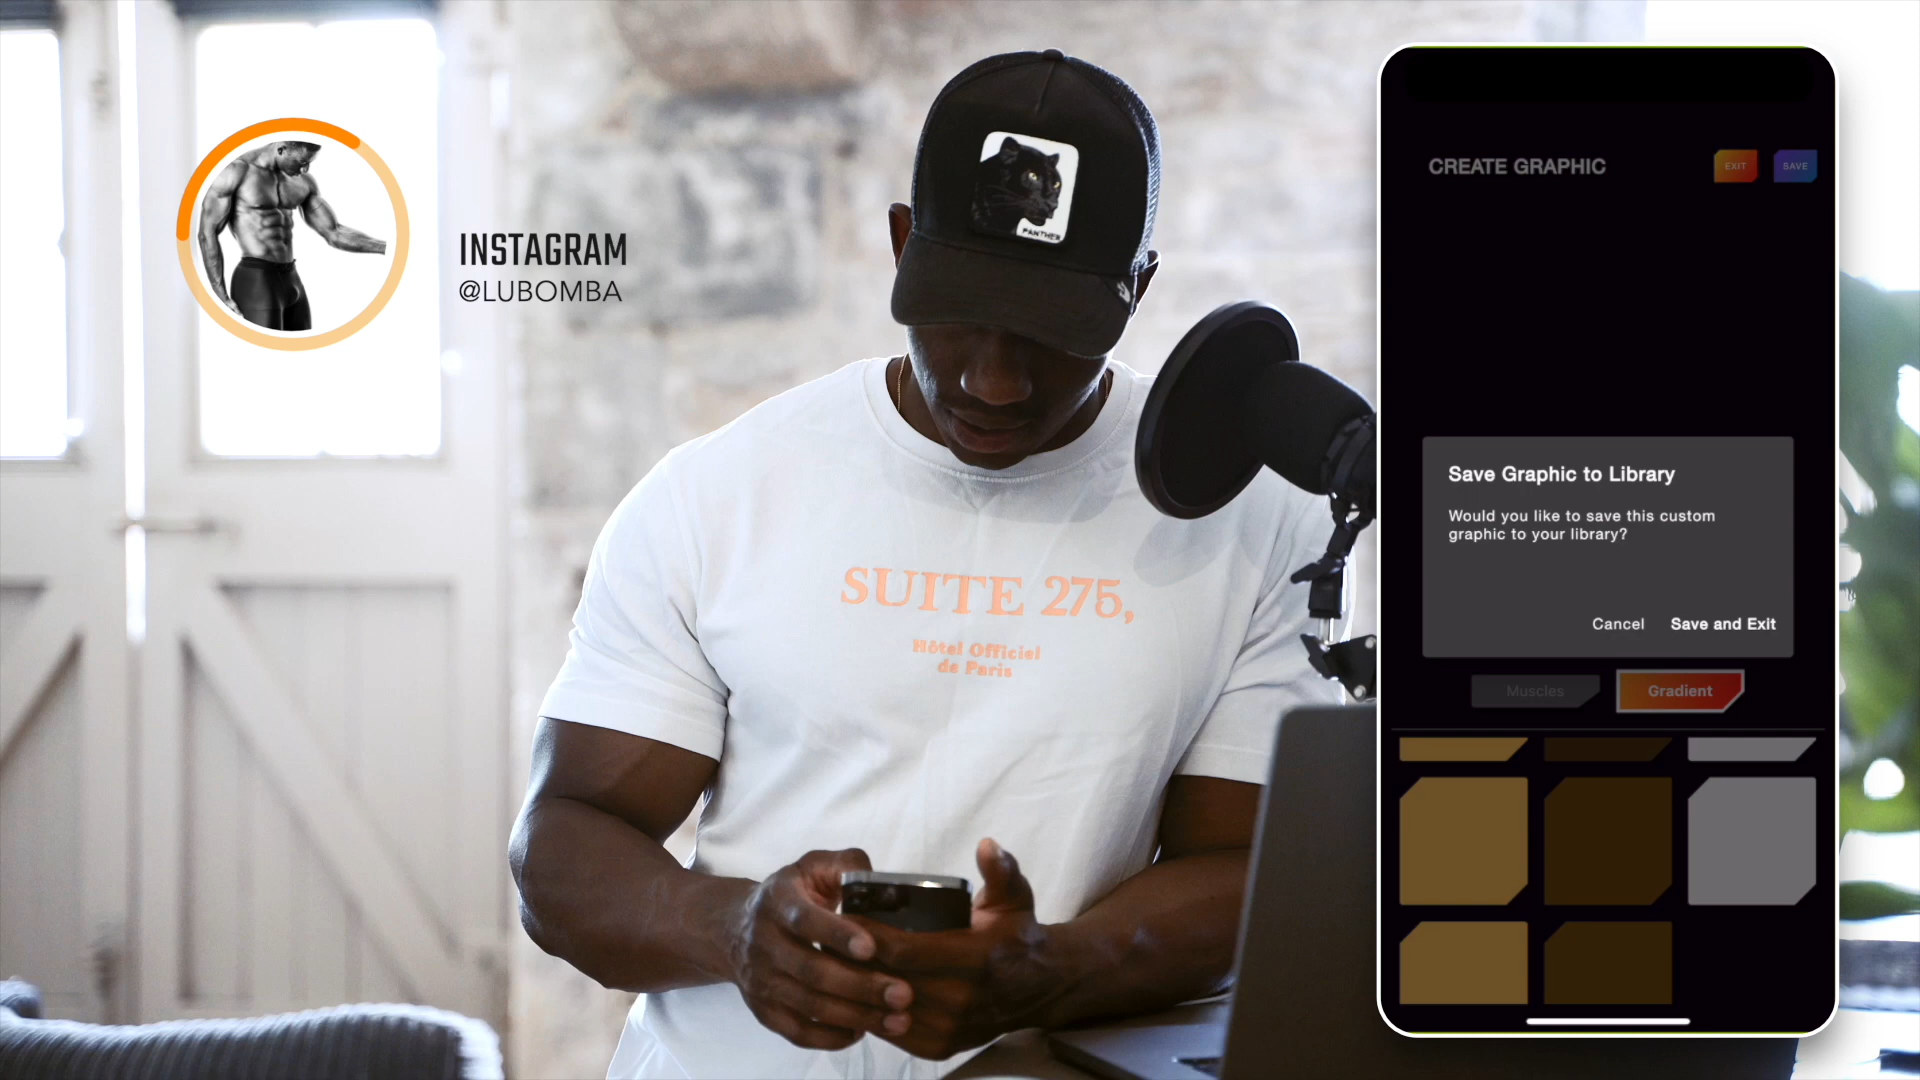 INSTAGRAM
@LUBOMBA
PANTHER
SUITE 275,
Hôtel Officiel
de Paris
CREATE GRAPHIC
EXIT
SAVE
Save Graphic to Library
Would you like to save this custom
graphic to your library?
Cancel
Save and Exit
Muscles
Gradient